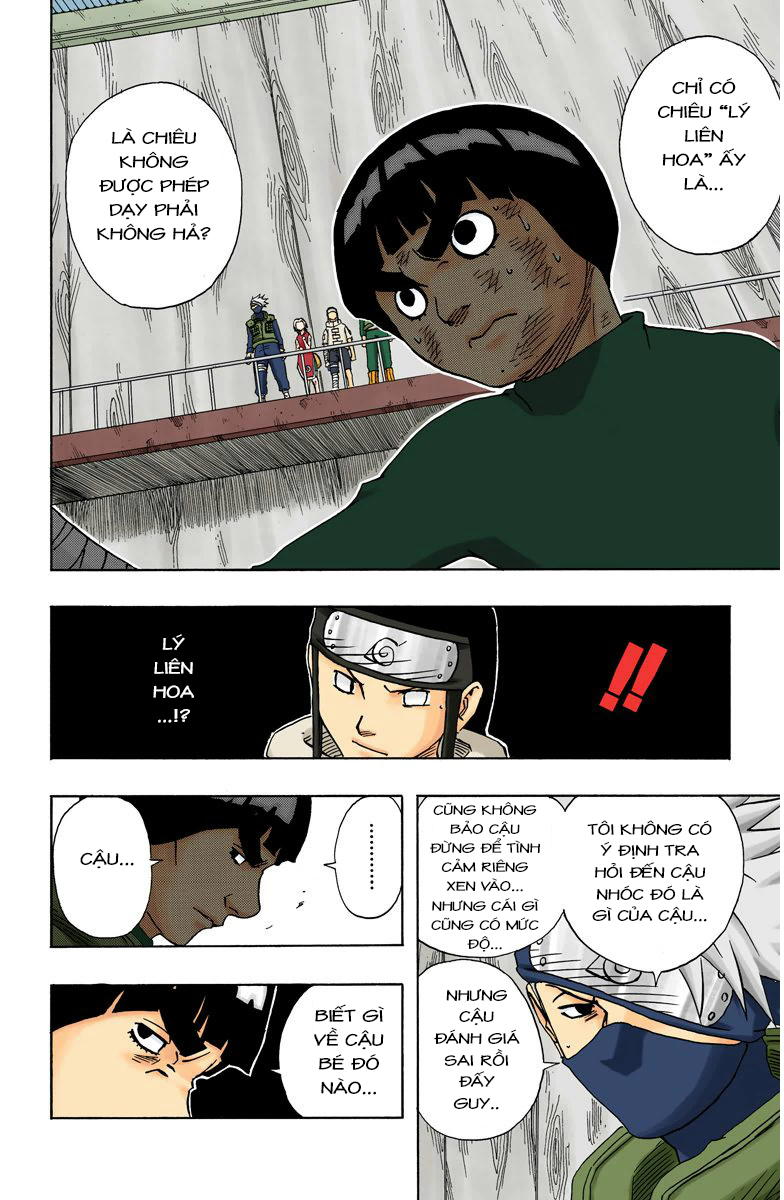 CHỈ CÓ
CHIÊU “LÝ
LIÊN
HOA” ẤY
LÀ...
LÀ CHIÊU
KHÔNG
ĐƯỢC PHÉP
DẠY PHẢI
KHÔNG HẢ?
LÝ
LIÊN
HOA
...!?
!!
TÔI KHÔNG CÓ
Ý ĐỊNH TRA
HỎI ĐẾN CẬU
NHÓC ĐÓ LÀ
GÌ CỦA CẬU...
CŨNG KHÔNG
BẢO CẬU
ĐỪNG ĐỂ TÌNH
CẢM RIÊNG
XEN VÀO...
NHƯNG CÁI GÌ
CŨNG CÓ MỨC
ĐỘ...
NHƯNG
CẬU
ĐÁNH GIÁ
SAI RỒI
ĐẤY
GUY..
.........
CẬU...
BIẾT GÌ
VỀ CẬU
BÉ ĐÓ
NÀO...